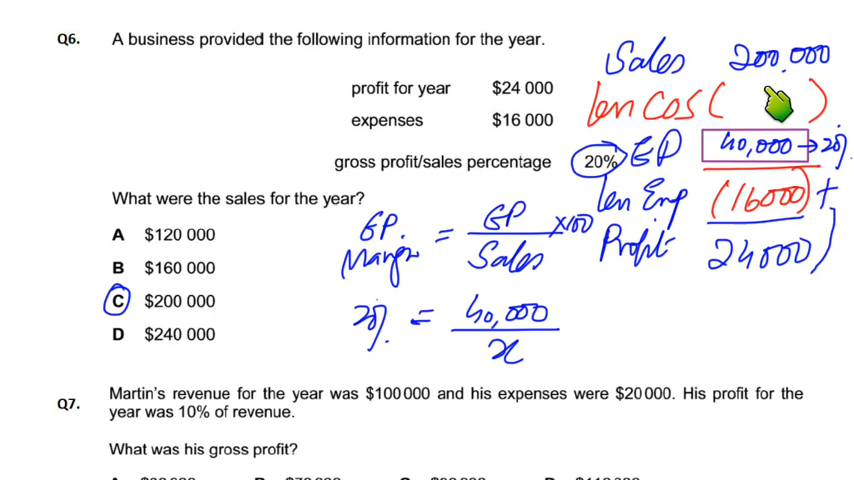 Q6. A business provided the following information for the year.
Sales 200,000
profit for year $24 000
less COS ( )
expenses $16 000
gross profit/sales percentage 20% GP 40,000 → 20%
What were the sales for the year?
less Exp (16000) +
GP. Margin = GP / Sales ×100
Profit 24000
A $120 000
B $160 000
C $200 000
D $240 000
20% = 40,000 / x
Q7. Martin's revenue for the year was $100 000 and his expenses were $20 000. His profit for the
year was 10% of revenue.
What was his gross profit?